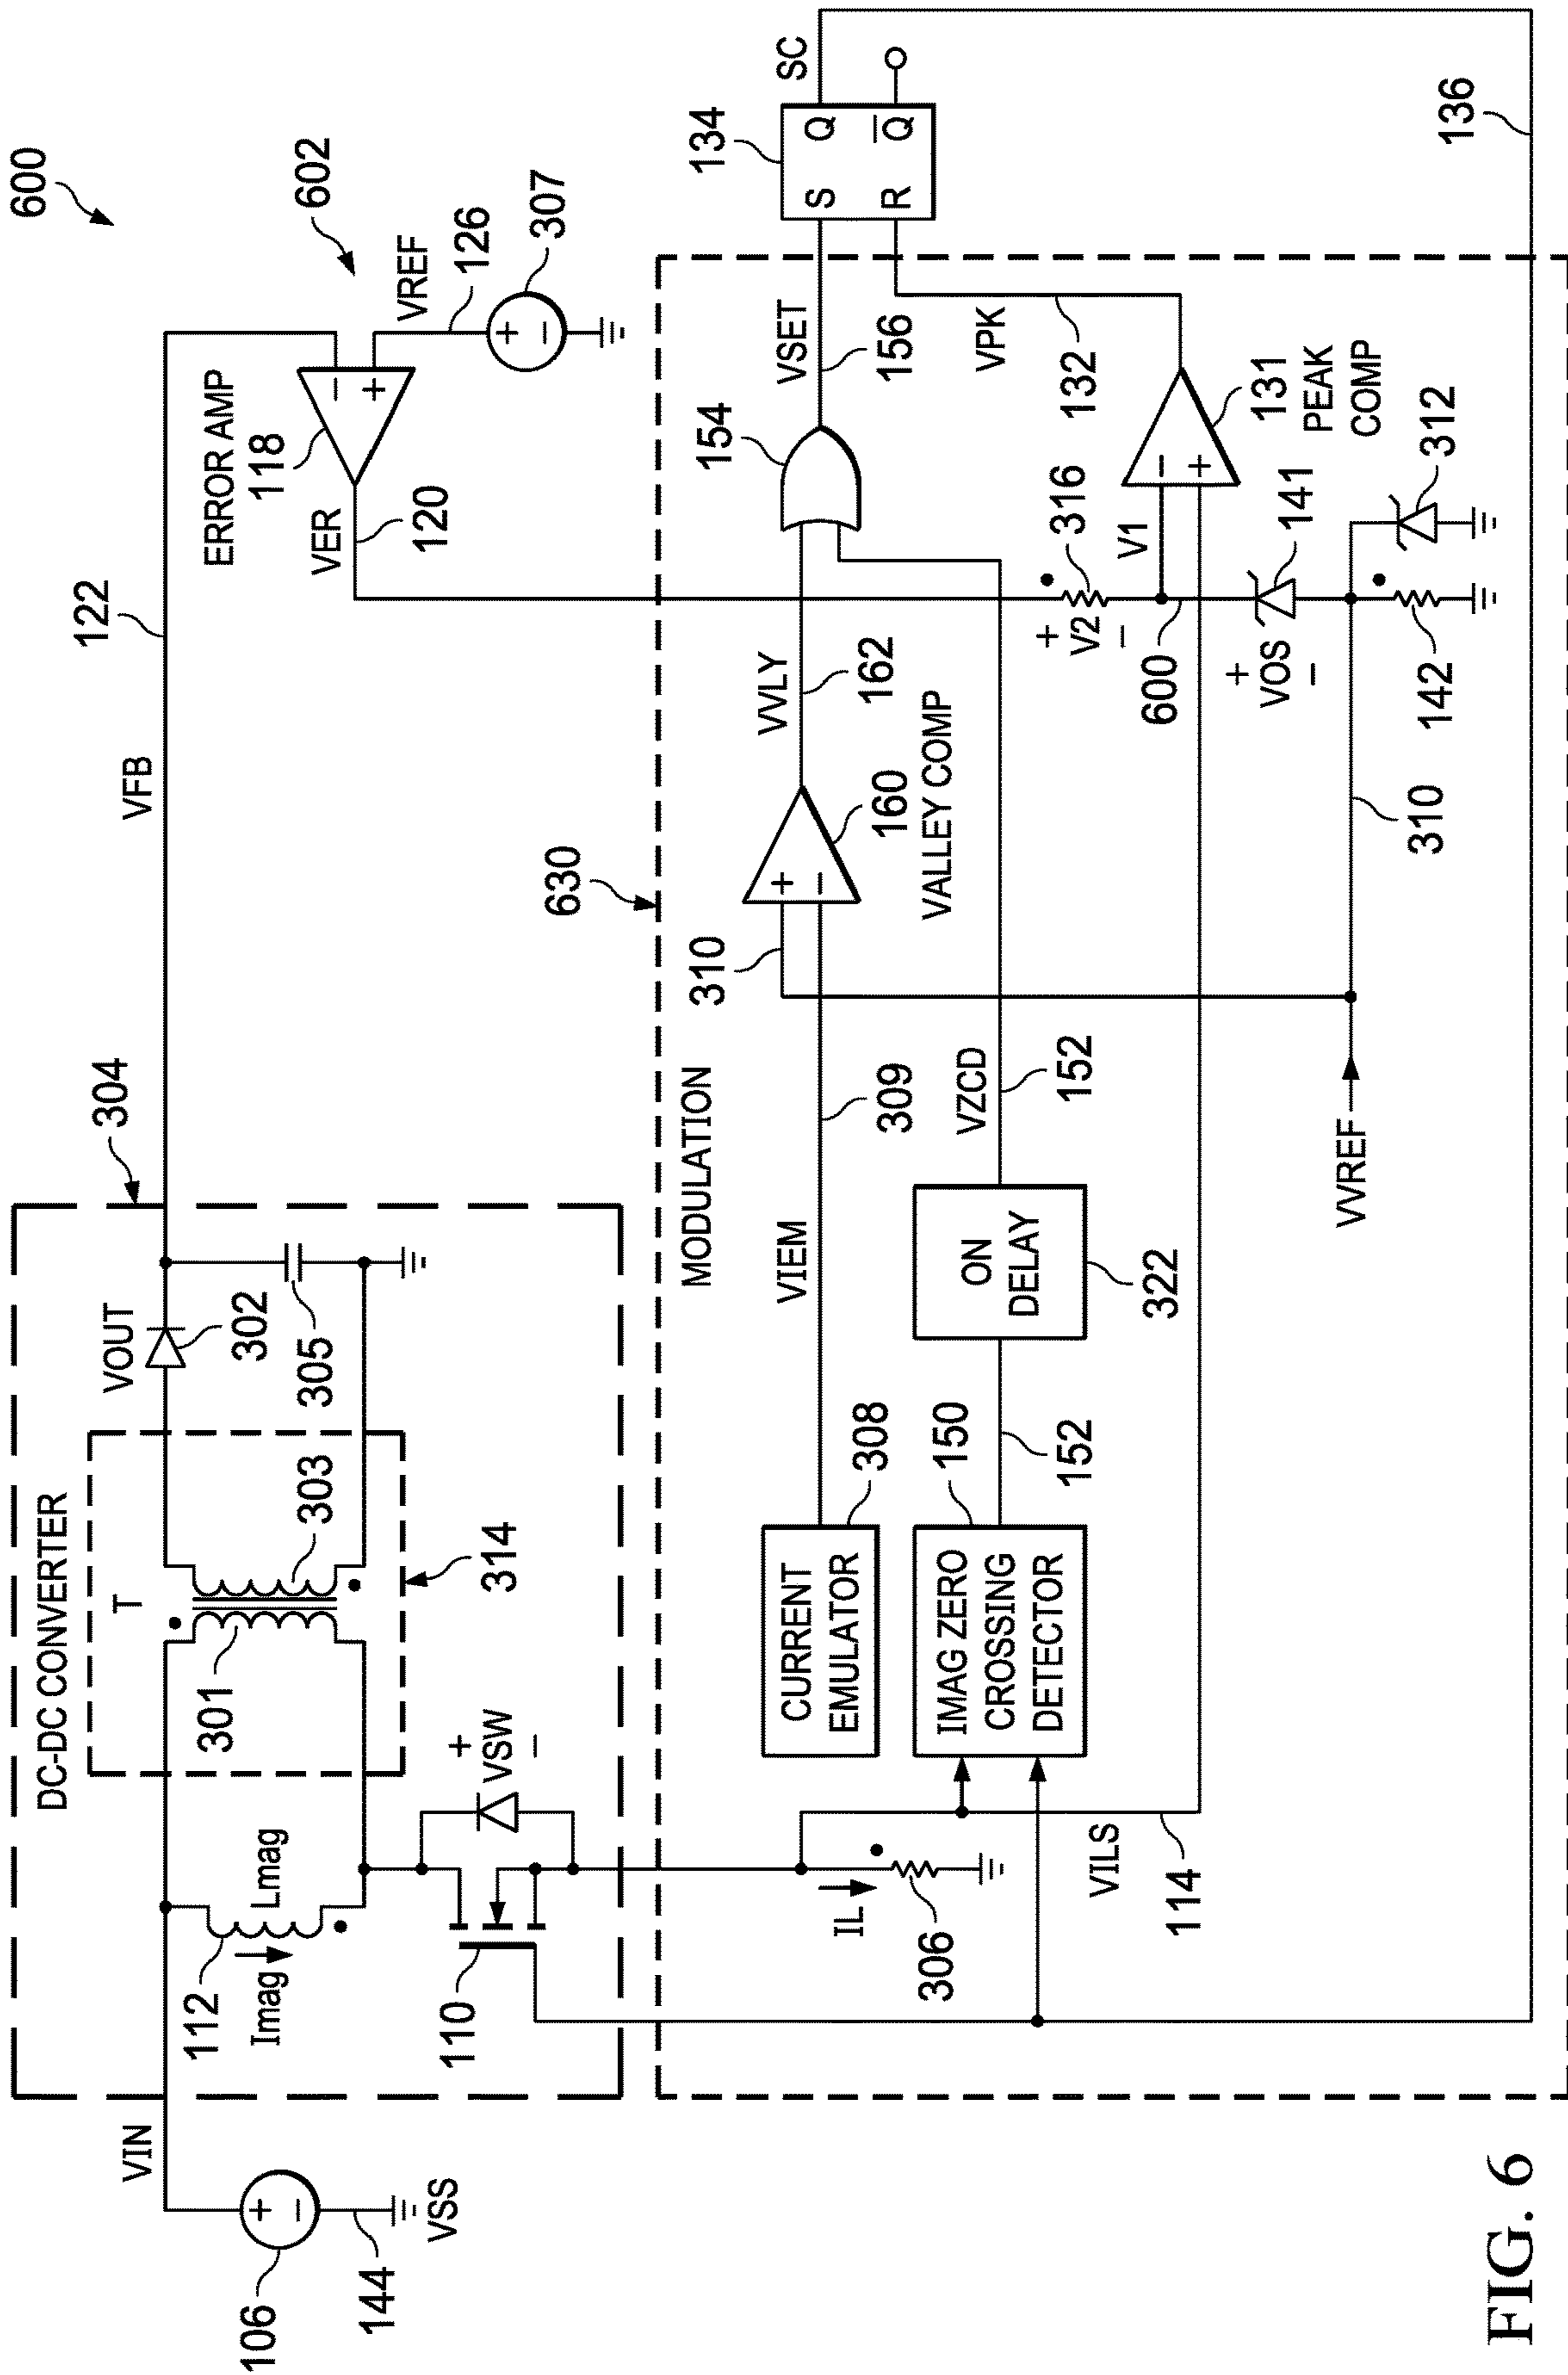 600
DC-DC CONVERTER
304
VIN
106
+
−
144
VSS
112
Imag
Lmag
301
T
303
314
VOUT
302
305
VFB
122
ERROR AMP
118
−
+
VER
120
602
VREF
126
+
−
307
110
+
VSW
−
630
MODULATION
IL
306
VILS
114
CURRENT
EMULATOR
308
VIEM
309
310
+
−
160
VALLEY COMP
VVLY
162
154
VSET
156
134
S
R
Q
Q
SC
IMAG ZERO
CROSSING
DETECTOR
150
152
ON
DELAY
322
VZCD
152
+
V2
−
316
V1
600
−
+
131
PEAK
COMP
VPK
132
+
VOS
−
141
142
312
VVREF
310
136
FIG. 6